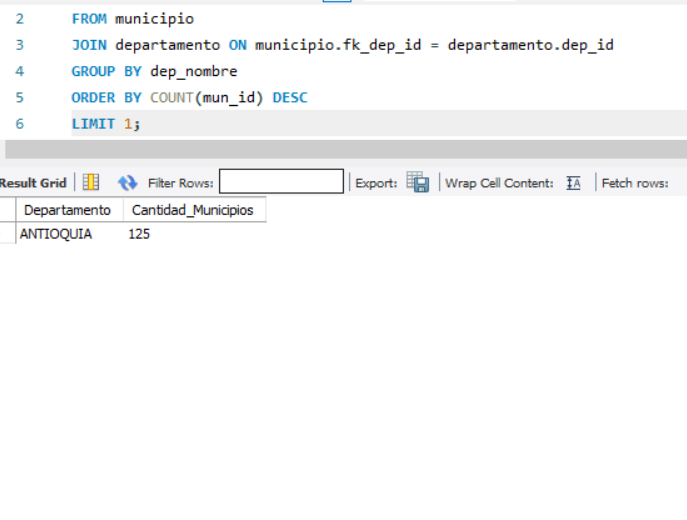 2 FROM municipio
3 JOIN departamento ON municipio.fk_dep_id = departamento.dep_id
4 GROUP BY dep_nombre
5 ORDER BY COUNT(mun_id) DESC
6 LIMIT 1;
Result Grid Filter Rows: Export: Wrap Cell Content: IA Fetch rows:
Departamento Cantidad_Municipios
ANTIOQUIA 125